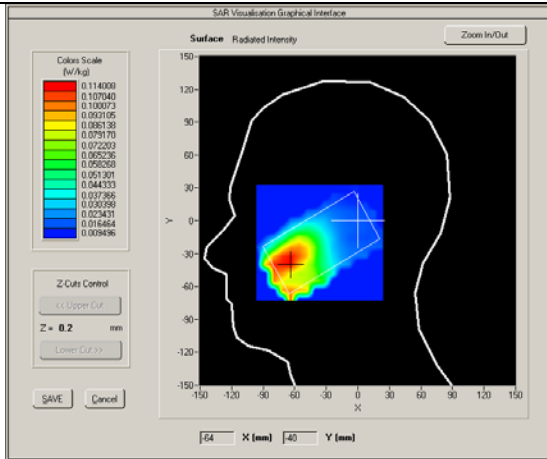 SAR Visualisation Graphical Interface
Surface Radiated Intensity
Zoom In/Out
Colors Scale
(W/kg)
0.114008
0.107040
0.100073
0.093105
0.086138
0.079170
0.072203
0.065236
0.058268
0.051301
0.044333
0.037366
0.030398
0.023431
0.016464
0.009496
Z-Cuts Control
<< Upper Cut
Z = 0.2 mm
Lower Cut >>
SAVE Cancel
150
120
90
60
30
0
-30
-60
-90
-120
-150
Y
-150 -120 -90 -60 -30 0 30 60 90 120 150
X
-64 X (mm) -40 Y (mm)